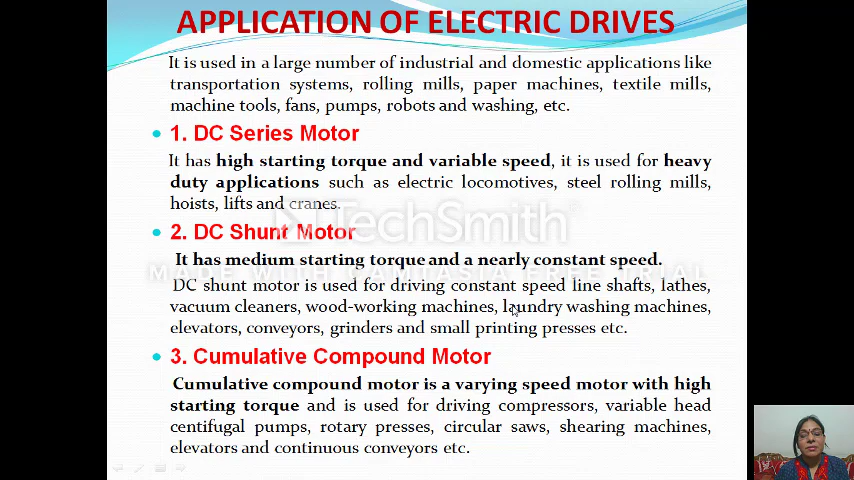 APPLICATION OF ELECTRIC DRIVES
It is used in a large number of industrial and domestic applications like
transportation systems, rolling mills, paper machines, textile mills,
machine tools, fans, pumps, robots and washing, etc.
• 1. DC Series Motor
It has high starting torque and variable speed, it is used for heavy
duty applications such as electric locomotives, steel rolling mills,
hoists, lifts and cranes.
TechSmith
• 2. DC Shunt Motor
It has medium starting torque and a nearly constant speed.
MADE WITH CAMTASIA FREE TRIAL
DC shunt motor is used for driving constant speed line shafts, lathes,
vacuum cleaners, wood-working machines, laundry washing machines,
elevators, conveyors, grinders and small printing presses etc.
• 3. Cumulative Compound Motor
Cumulative compound motor is a varying speed motor with high
starting torque and is used for driving compressors, variable head
centifugal pumps, rotary presses, circular saws, shearing machines,
elevators and continuous conveyors etc.